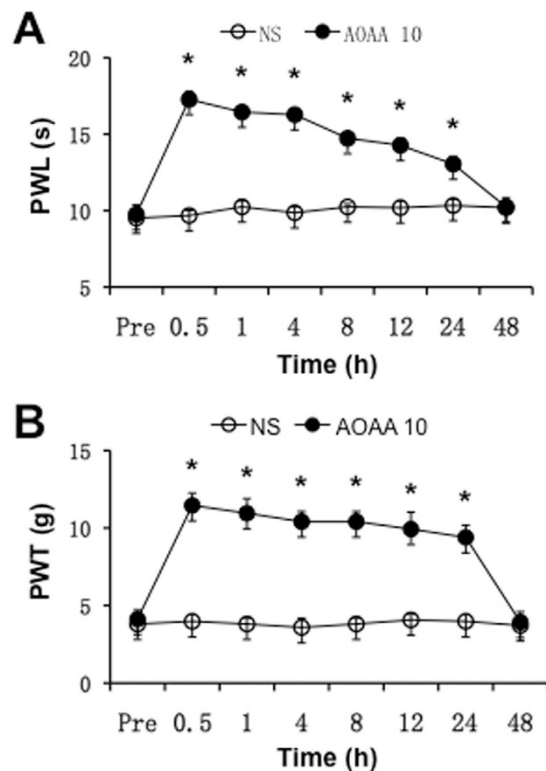 A
NS AOAA 10
* * * * * *
20
15
10
5
PWL (s)
Pre 0.5 1 4 8 12 24 48
Time (h)
B
NS AOAA 10
* * * * * *
15
10
5
0
PWT (g)
Pre 0.5 1 4 8 12 24 48
Time (h)